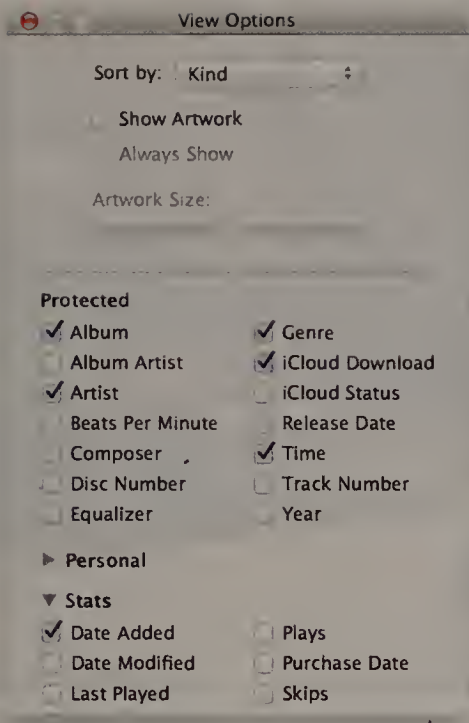 View Options
Sort by: Kind
Show Artwork
Always Show
Artwork Size:
Protected
Album
Genre
Album Artist
iCloud Download
Artist
iCloud Status
Beats Per Minute
Release Date
Composer
Time
Disc Number
Track Number
Equalizer
Year
Personal
Stats
Date Added
Plays
Date Modified
Purchase Date
Last Played
Skips